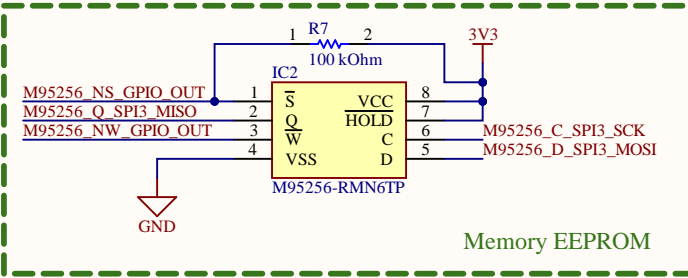 R7
1 2
3V3
100 kOhm
IC2
M95256_NS_GPIO_OUT 1 S VCC 8
M95256_Q_SPI3_MISO 2 Q HOLD 7
M95256_NW_GPIO_OUT 3 W C 6 M95256_C_SPI3_SCK
4 VSS D 5 M95256_D_SPI3_MOSI
M95256-RMN6TP
GND
Memory EEPROM